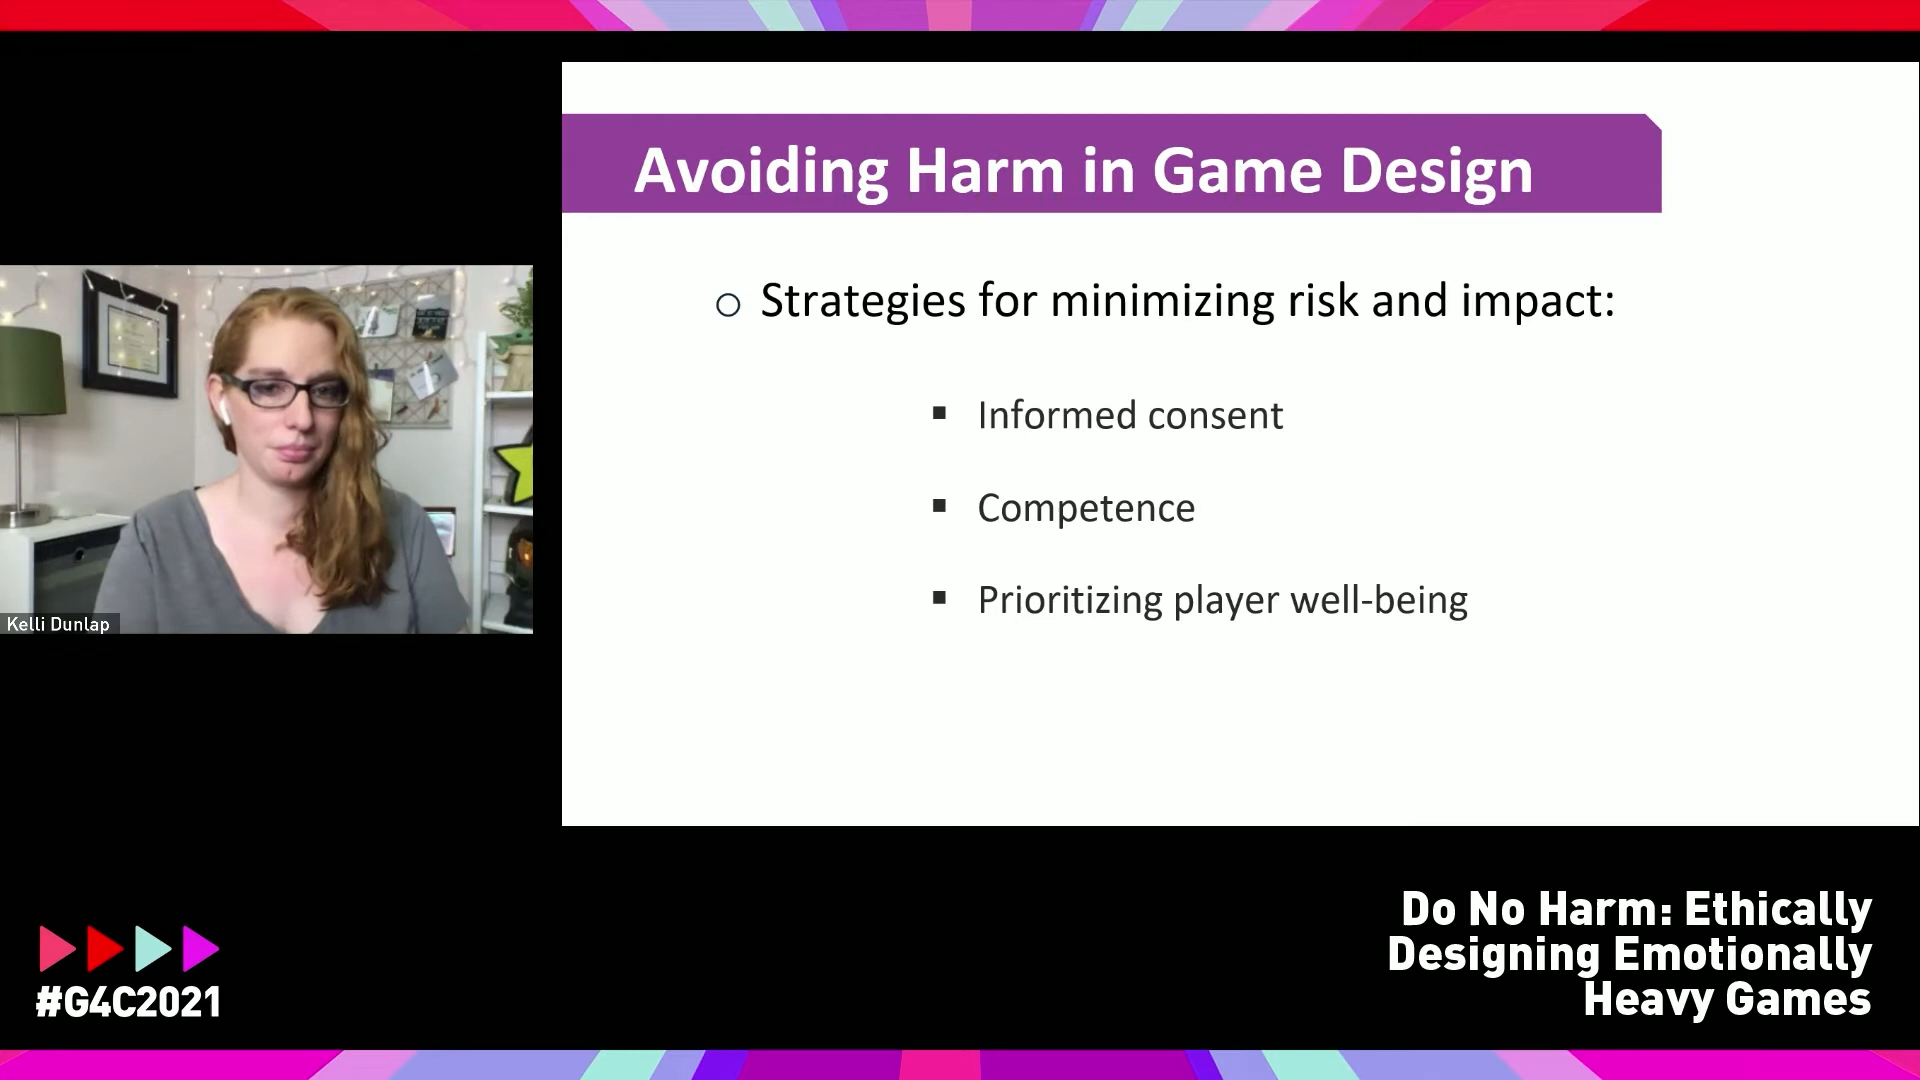 Avoiding Harm in Game Design
Strategies for minimizing risk and impact:
Informed consent
Competence
Prioritizing player well-being
Kelli Dunlap
Do No Harm: Ethically
Designing Emotionally
Heavy Games
#G4C2021